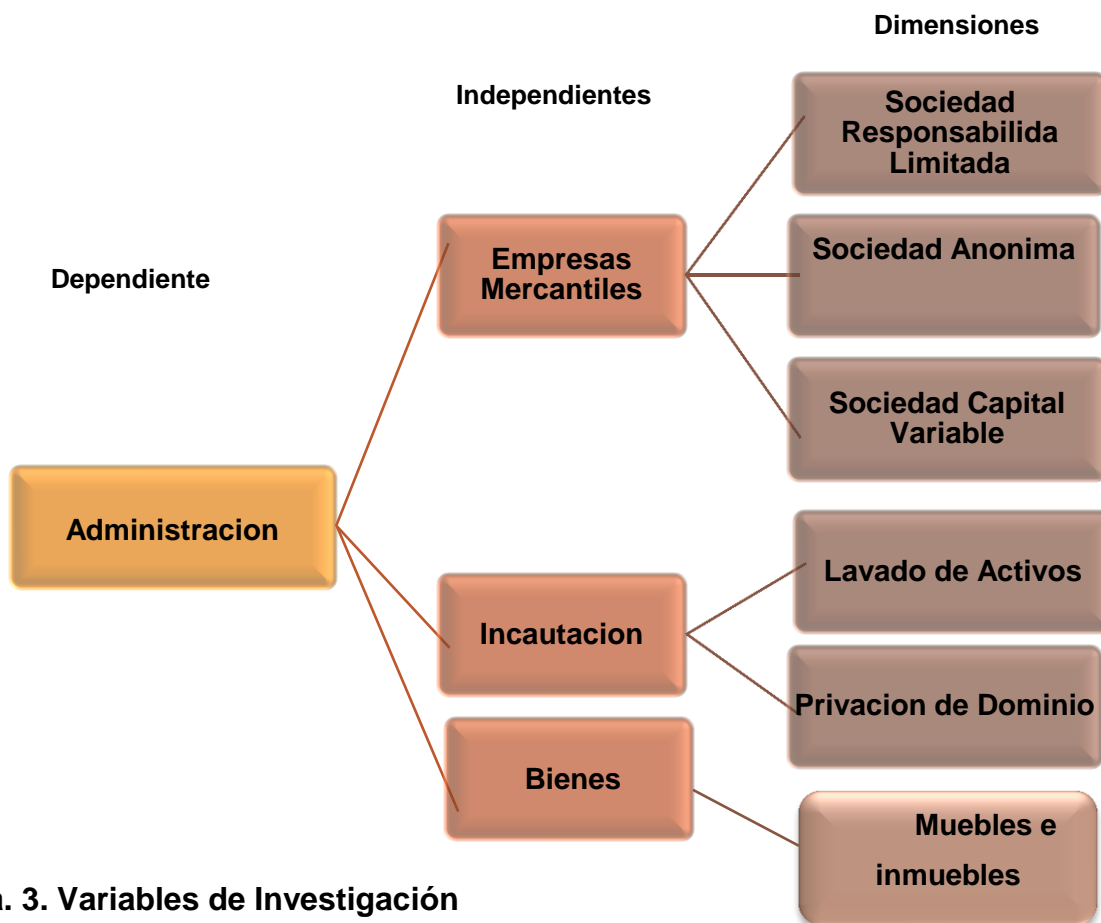 Dimensiones
Independientes
Dependiente
Sociedad
Responsabilida
Limitada
Empresas
Mercantiles
Sociedad Anonima
Sociedad Capital
Variable
Administracion
Lavado de Activos
Incautacion
Privacion de Dominio
Bienes
Muebles e
inmuebles
3. Variables de Investigación